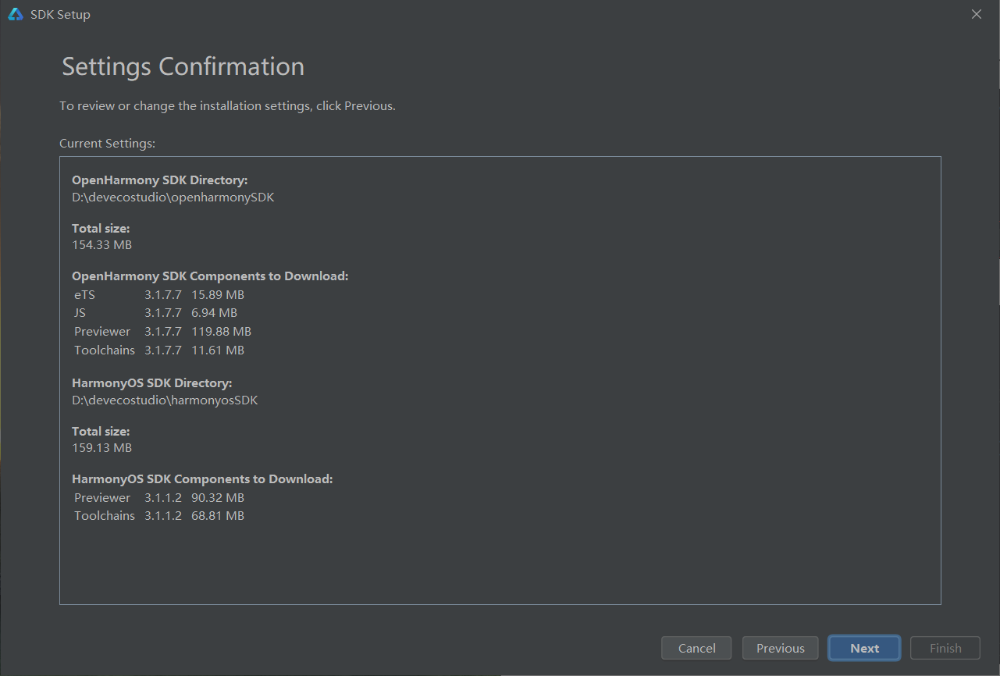 SDK Setup
Settings Confirmation
To review or change the installation settings, click Previous.
Current Settings:
OpenHarmony SDK Directory:
D:\devecostudio\openharmonySDK
Total size:
154.33 MB
OpenHarmony SDK Components to Download:
eTS 3.1.7.7 15.89 MB
JS 3.1.7.7 6.94 MB
Previewer 3.1.7.7 119.88 MB
Toolchains 3.1.7.7 11.61 MB
HarmonyOS SDK Directory:
D:\devecostudio\harmonyosSDK
Total size:
159.13 MB
HarmonyOS SDK Components to Download:
Previewer 3.1.1.2 90.32 MB
Toolchains 3.1.1.2 68.81 MB
Cancel Previous Next Finish